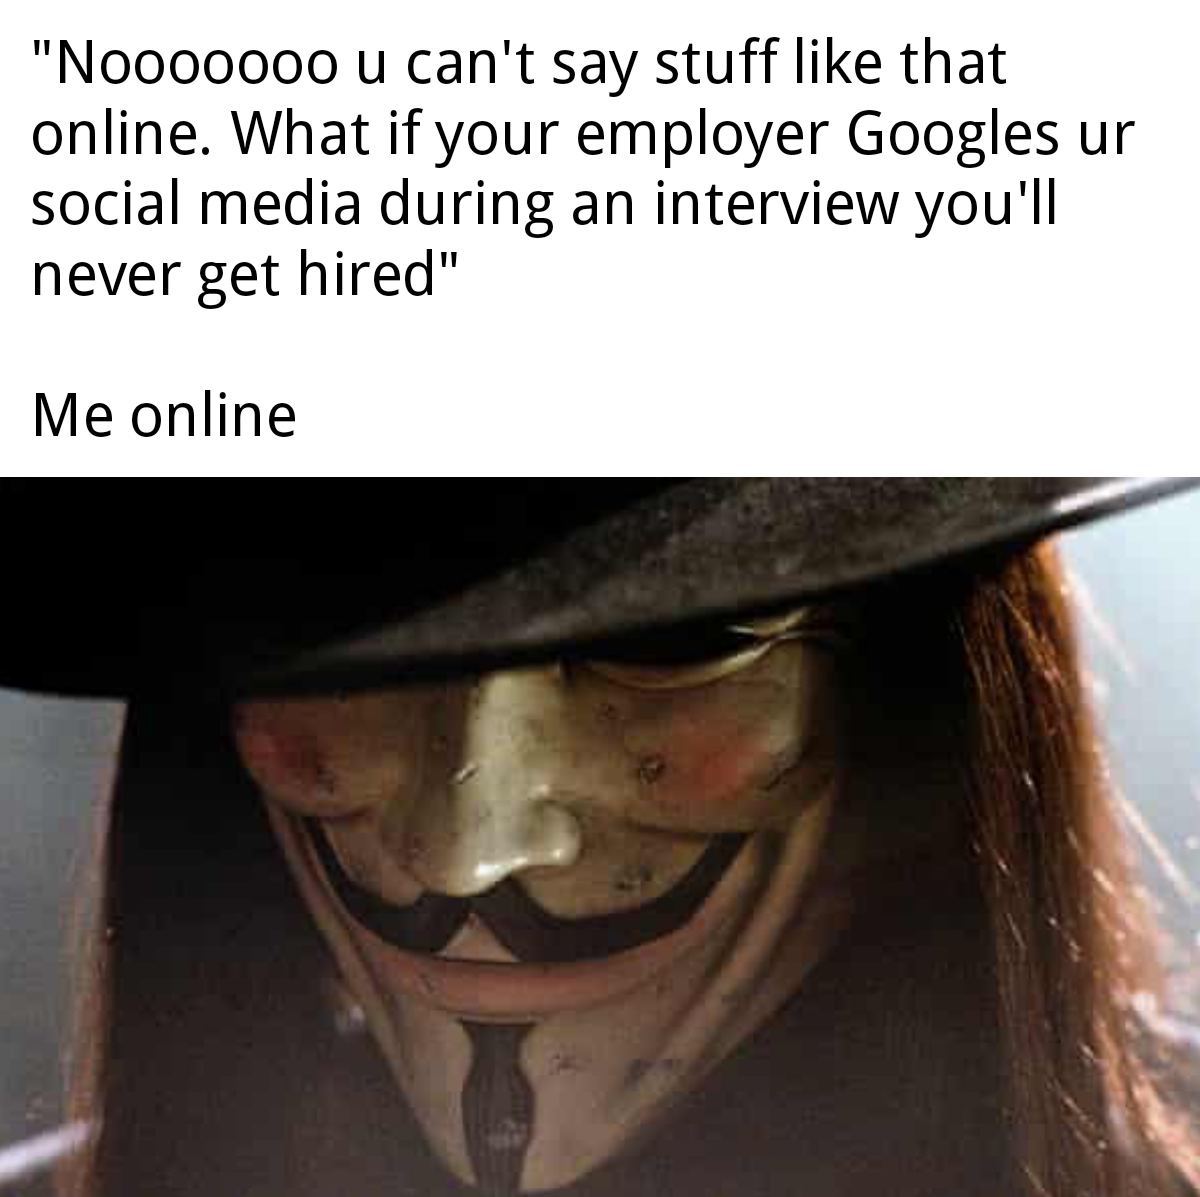 "Nooooooo u can't say stuff like that
online. What if your employer Googles ur
social media during an interview you'll
never get hired"
Me online